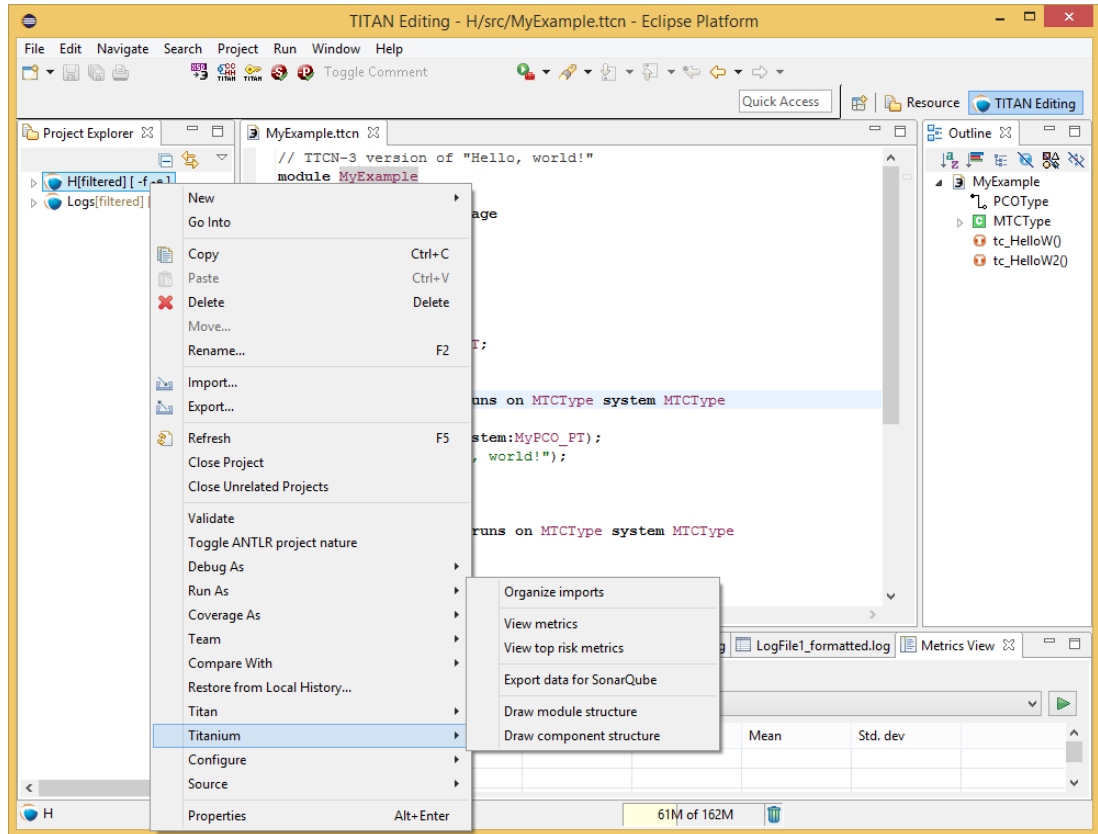 TITAN Editing - H/src/MyExample.ttcn - Eclipse Platform
File Edit Navigate Search Project Run Window Help
Toggle Comment
Quick Access
Resource
TITAN Editing
Project Explorer
MyExample.ttcn
Outline
H[filtered] [ -f -e ]
Logs[filtered] [
// TTCN-3 version of "Hello, world!"
module MyExample
age
T;
uns on MTCType system MTCType
stem:MyPCO_PT);
, world!");
runs on MTCType system MTCType
MyExample
PCOType
MTCType
tc_HelloW()
tc_HelloW2()
New
Go Into
Copy Ctrl+C
Paste Ctrl+V
Delete Delete
Move...
Rename... F2
Import...
Export...
Refresh F5
Close Project
Close Unrelated Projects
Validate
Toggle ANTLR project nature
Debug As
Run As
Coverage As
Team
Compare With
Restore from Local History...
Titan
Titanium
Configure
Source
Properties Alt+Enter
Organize imports
View metrics
View top risk metrics
Export data for SonarQube
Draw module structure
Draw component structure
g
LogFile1_formatted.log
Metrics View
Mean
Std. dev
H
61M of 162M